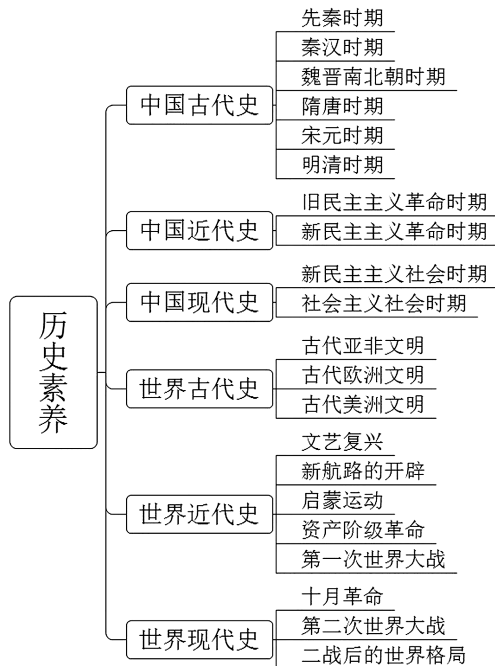 历史素养
中国古代史
先秦时期
秦汉时期
魏晋南北朝时期
隋唐时期
宋元时期
明清时期
中国近代史
旧民主主义革命时期
新民主主义革命时期
中国现代史
新民主主义社会时期
社会主义社会时期
世界古代史
古代亚非文明
古代欧洲文明
古代美洲文明
世界近代史
文艺复兴
新航路的开辟
启蒙运动
资产阶级革命
第一次世界大战
世界现代史
十月革命
第二次世界大战
二战后的世界格局